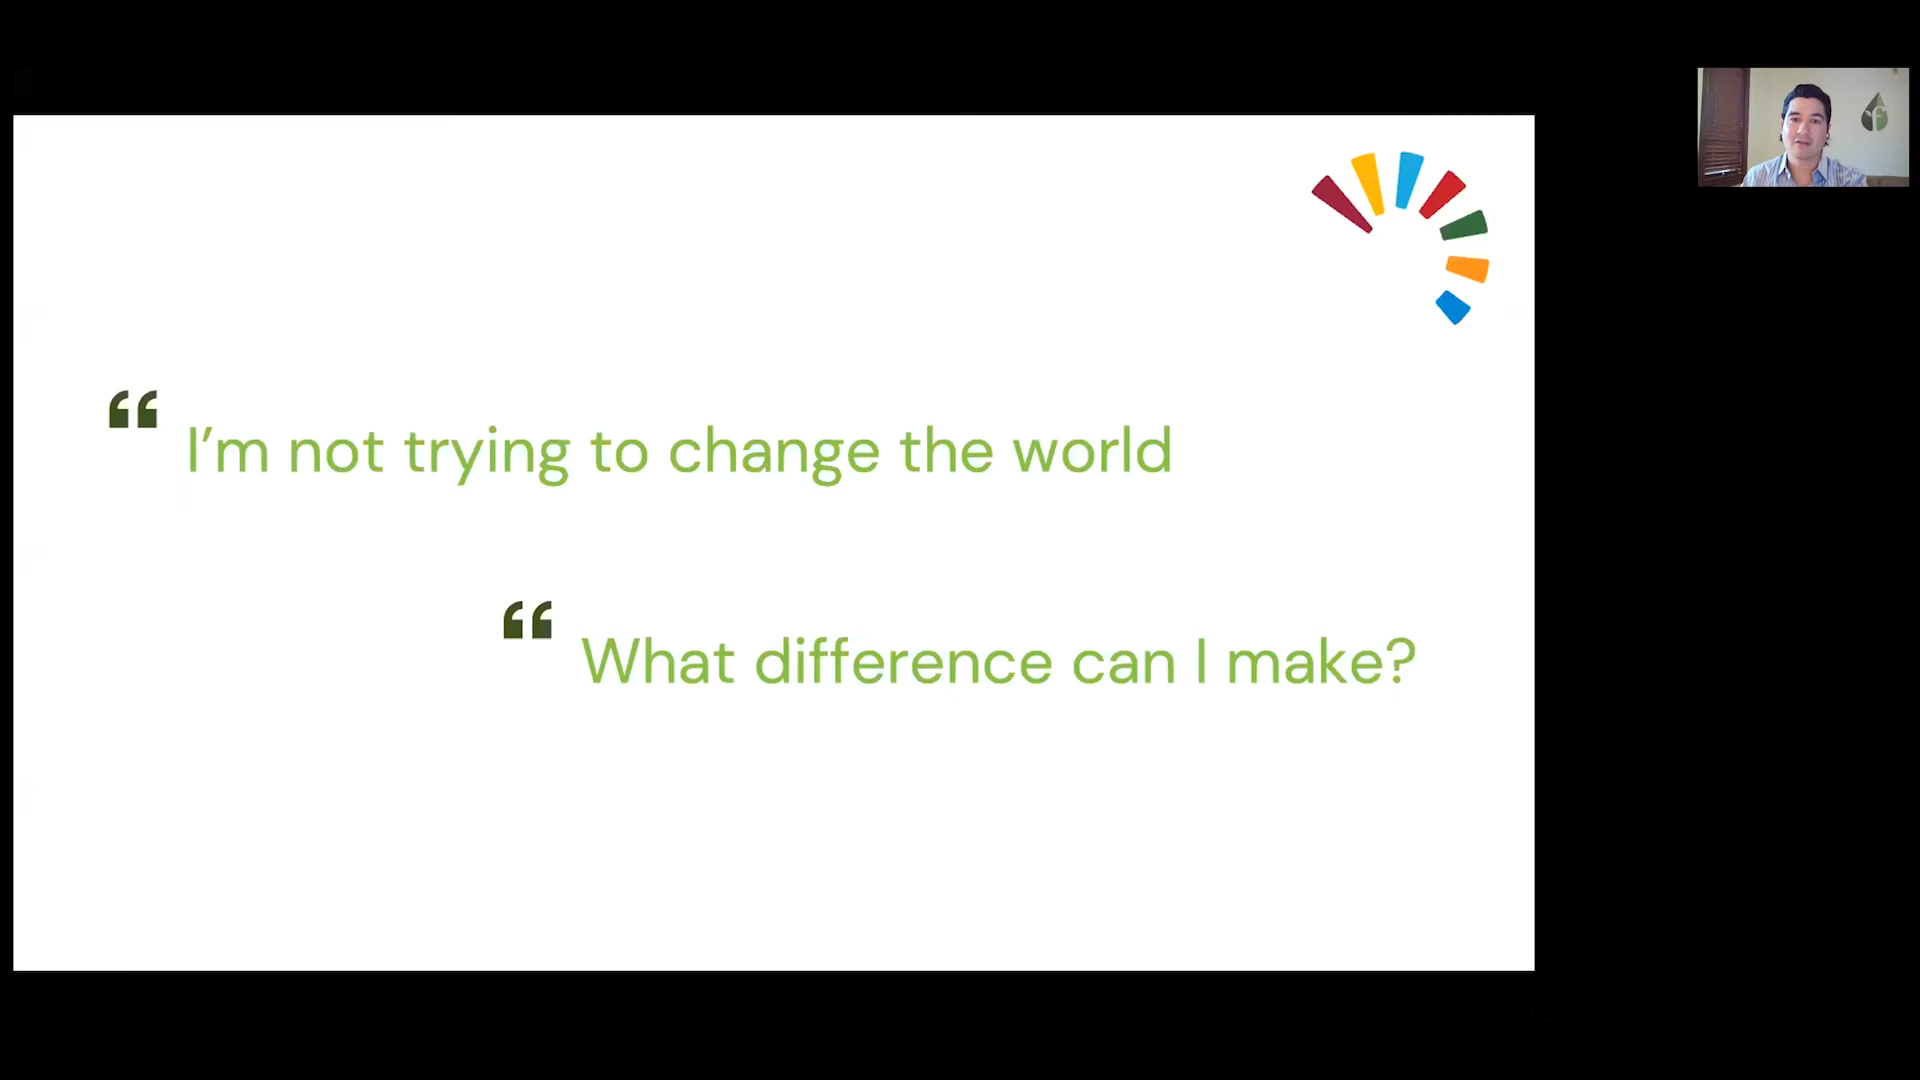 “ I’m not trying to change the world
“ What difference can I make?